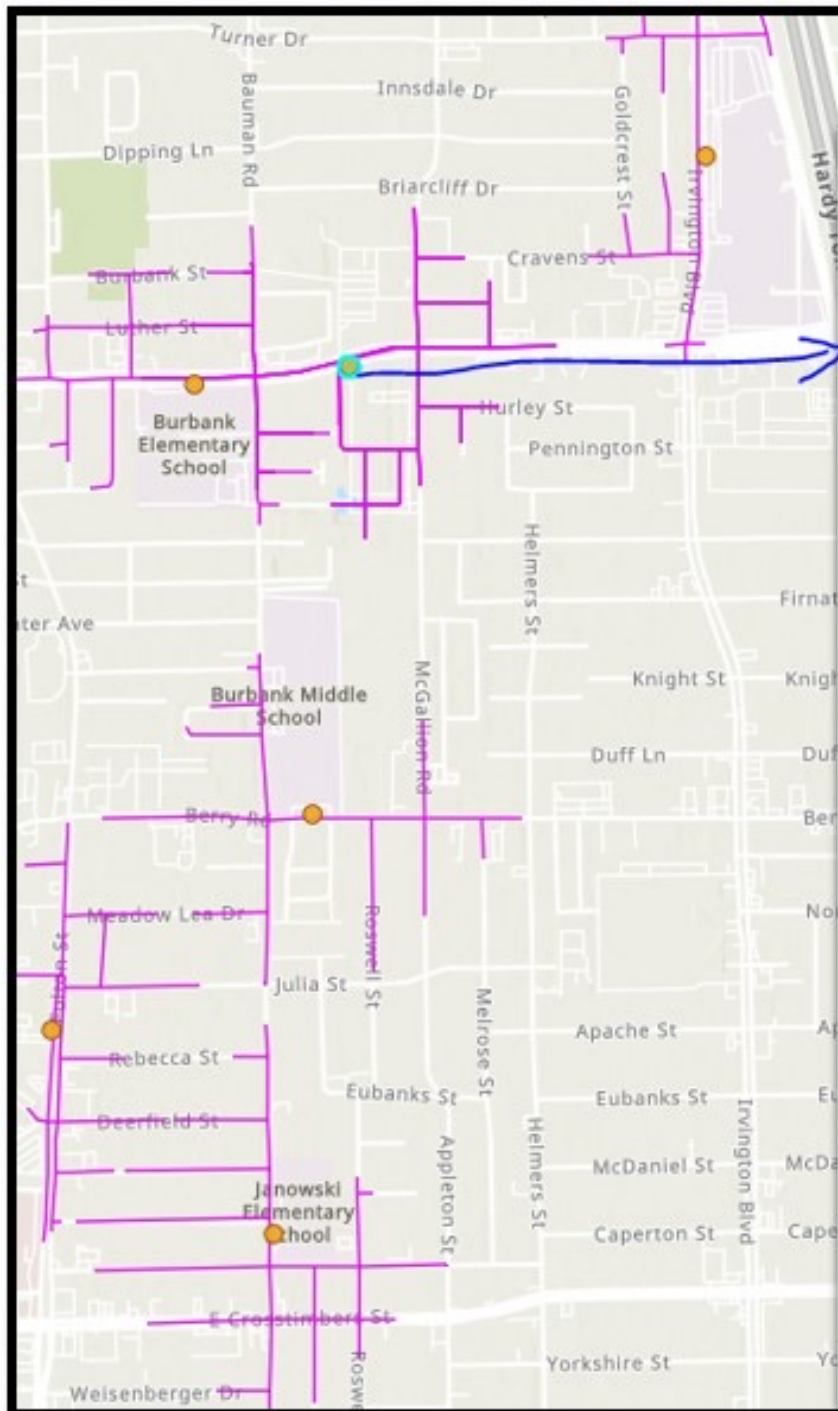 Turner Dr
Bauman Rd
Innsdale Dr
Goldcrest St
Dipping Ln
Briarcliff Dr
Irvington Blvd
Hardy
Cravens St
Burbank St
Luther St
Burbank
Elementary
School
Hurley St
Pennington St
Helmers St
St
Firnat
ter Ave
McGallion Rd
Knight St
Knigh
Burbank Middle
School
Duff Ln
Duf
Berry Rd
Ber
Meadow Lea Dr
Roswell St
Julia St
Melrose St
Apache St
Ap
Rebecca St
Eubanks St
Eubanks St
Eu
Deerfield St
Appleton St
Helmers St
Irvington Blvd
McDaniel St
McDa
Janowski
Elementary
School
Caperton St
Cape
E Crosstimbers St
Yorkshire St
Yo
Roswe
Weisenberger Dr